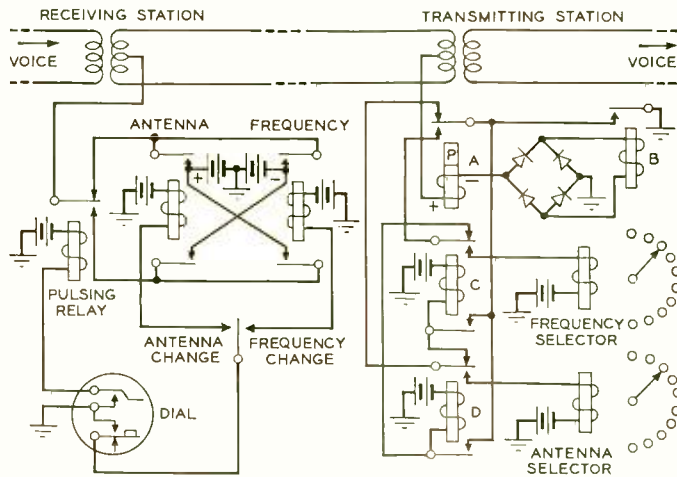 RECEIVING STATION
TRANSMITTING STATION
VOICE
VOICE
ANTENNA
FREQUENCY
+
−
P
A
+
B
PULSING
RELAY
ANTENNA
CHANGE
FREQUENCY
CHANGE
DIAL
C
FREQUENCY
SELECTOR
D
ANTENNA
SELECTOR